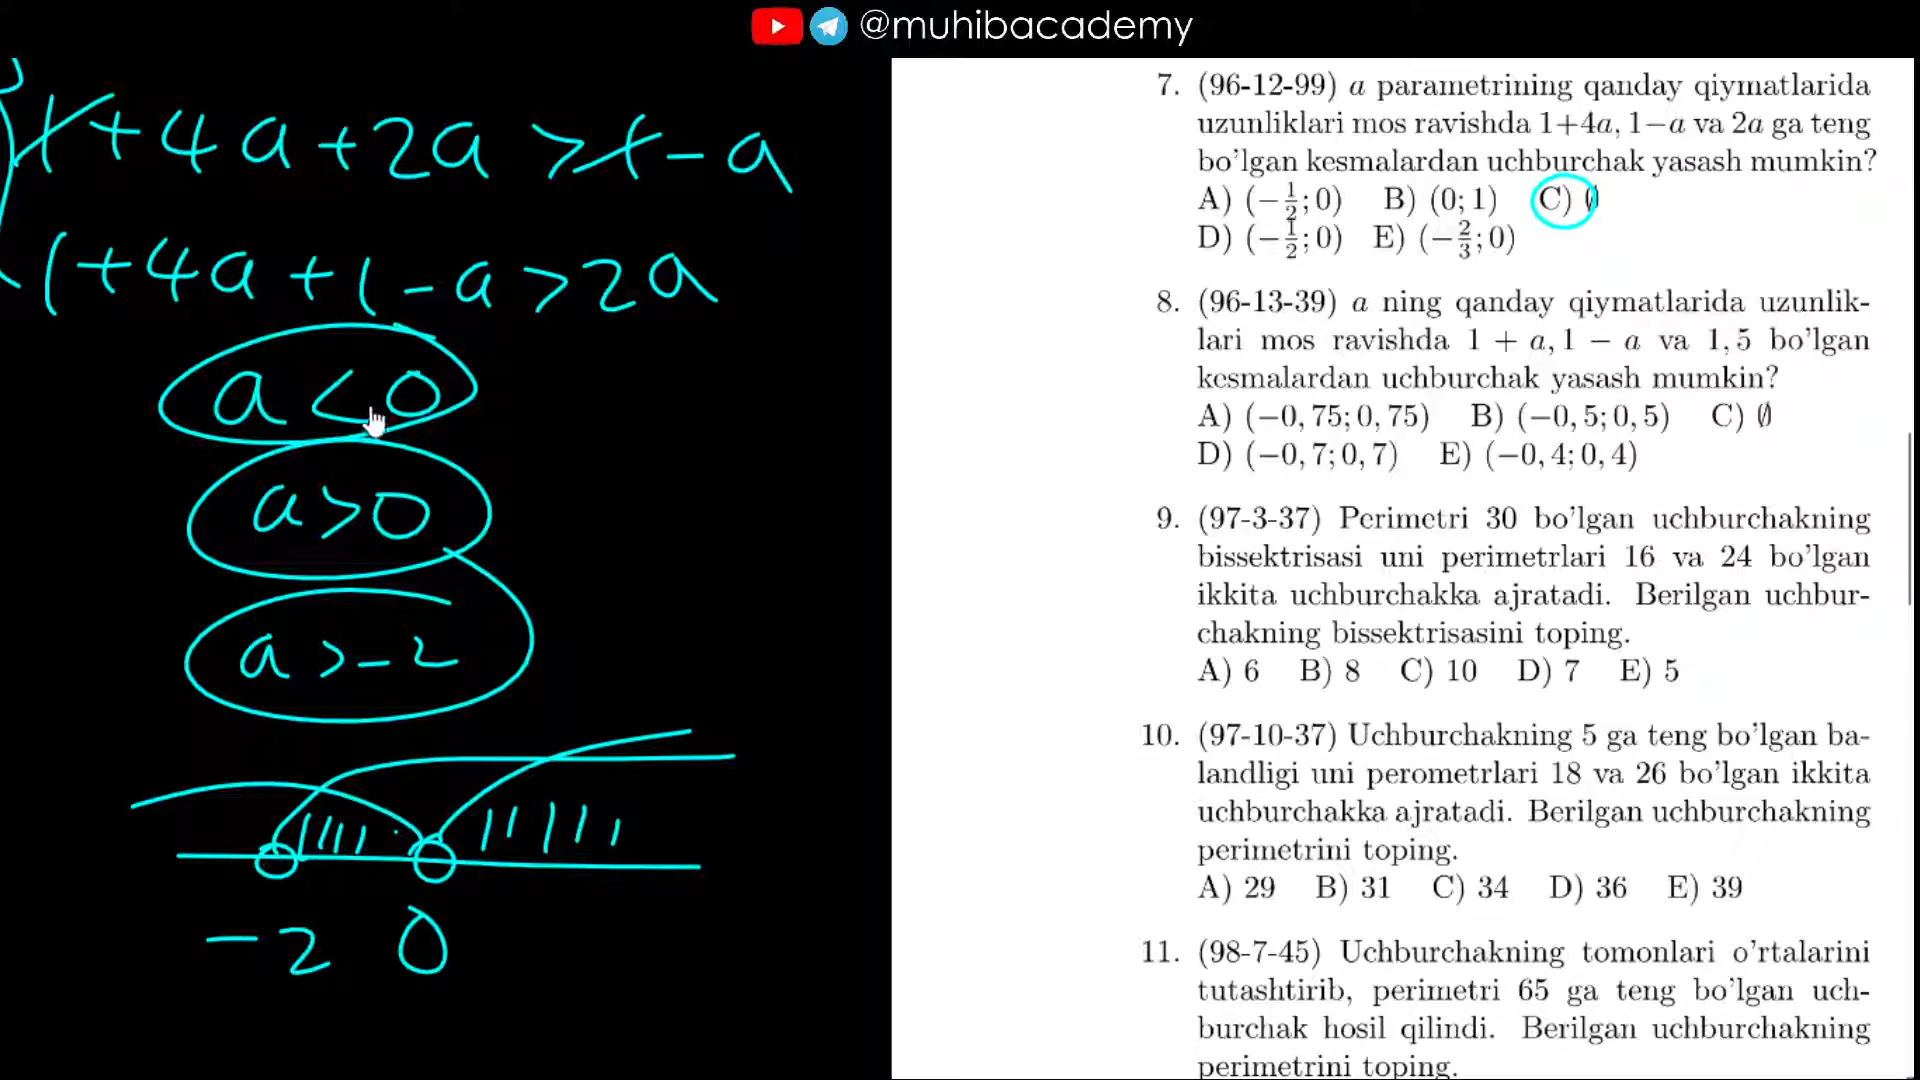 @muhibacademy
x+4a+2a>x-a
1+4a+1-a>2a
a<0
a>0
a>-2
-2 0
7. (96-12-99) a parametrining qanday qiymatlarida
uzunliklari mos ravishda 1+4a, 1−a va 2a ga teng
bo'lgan kesmalardan uchburchak yasash mumkin?
A) (−1/2; 0) B) (0; 1) C) ∅
D) (−1/2; 0) E) (−2/3; 0)
8. (96-13-39) a ning qanday qiymatlarida uzunlik-
lari mos ravishda 1 + a, 1 − a va 1, 5 bo'lgan
kesmalardan uchburchak yasash mumkin?
A) (−0, 75; 0, 75) B) (−0, 5; 0, 5) C) ∅
D) (−0, 7; 0, 7) E) (−0, 4; 0, 4)
9. (97-3-37) Perimetri 30 bo'lgan uchburchakning
bissektrisasi uni perimetrlari 16 va 24 bo'lgan
ikkita uchburchakka ajratadi. Berilgan uchbur-
chakning bissektrisasini toping.
A) 6 B) 8 C) 10 D) 7 E) 5
10. (97-10-37) Uchburchakning 5 ga teng bo'lgan ba-
landligi uni perometrlari 18 va 26 bo'lgan ikkita
uchburchakka ajratadi. Berilgan uchburchakning
perimetrini toping.
A) 29 B) 31 C) 34 D) 36 E) 39
11. (98-7-45) Uchburchakning tomonlari o'rtalarini
tutashtirib, perimetri 65 ga teng bo'lgan uch-
burchak hosil qilindi. Berilgan uchburchakning
perimetrini toping.